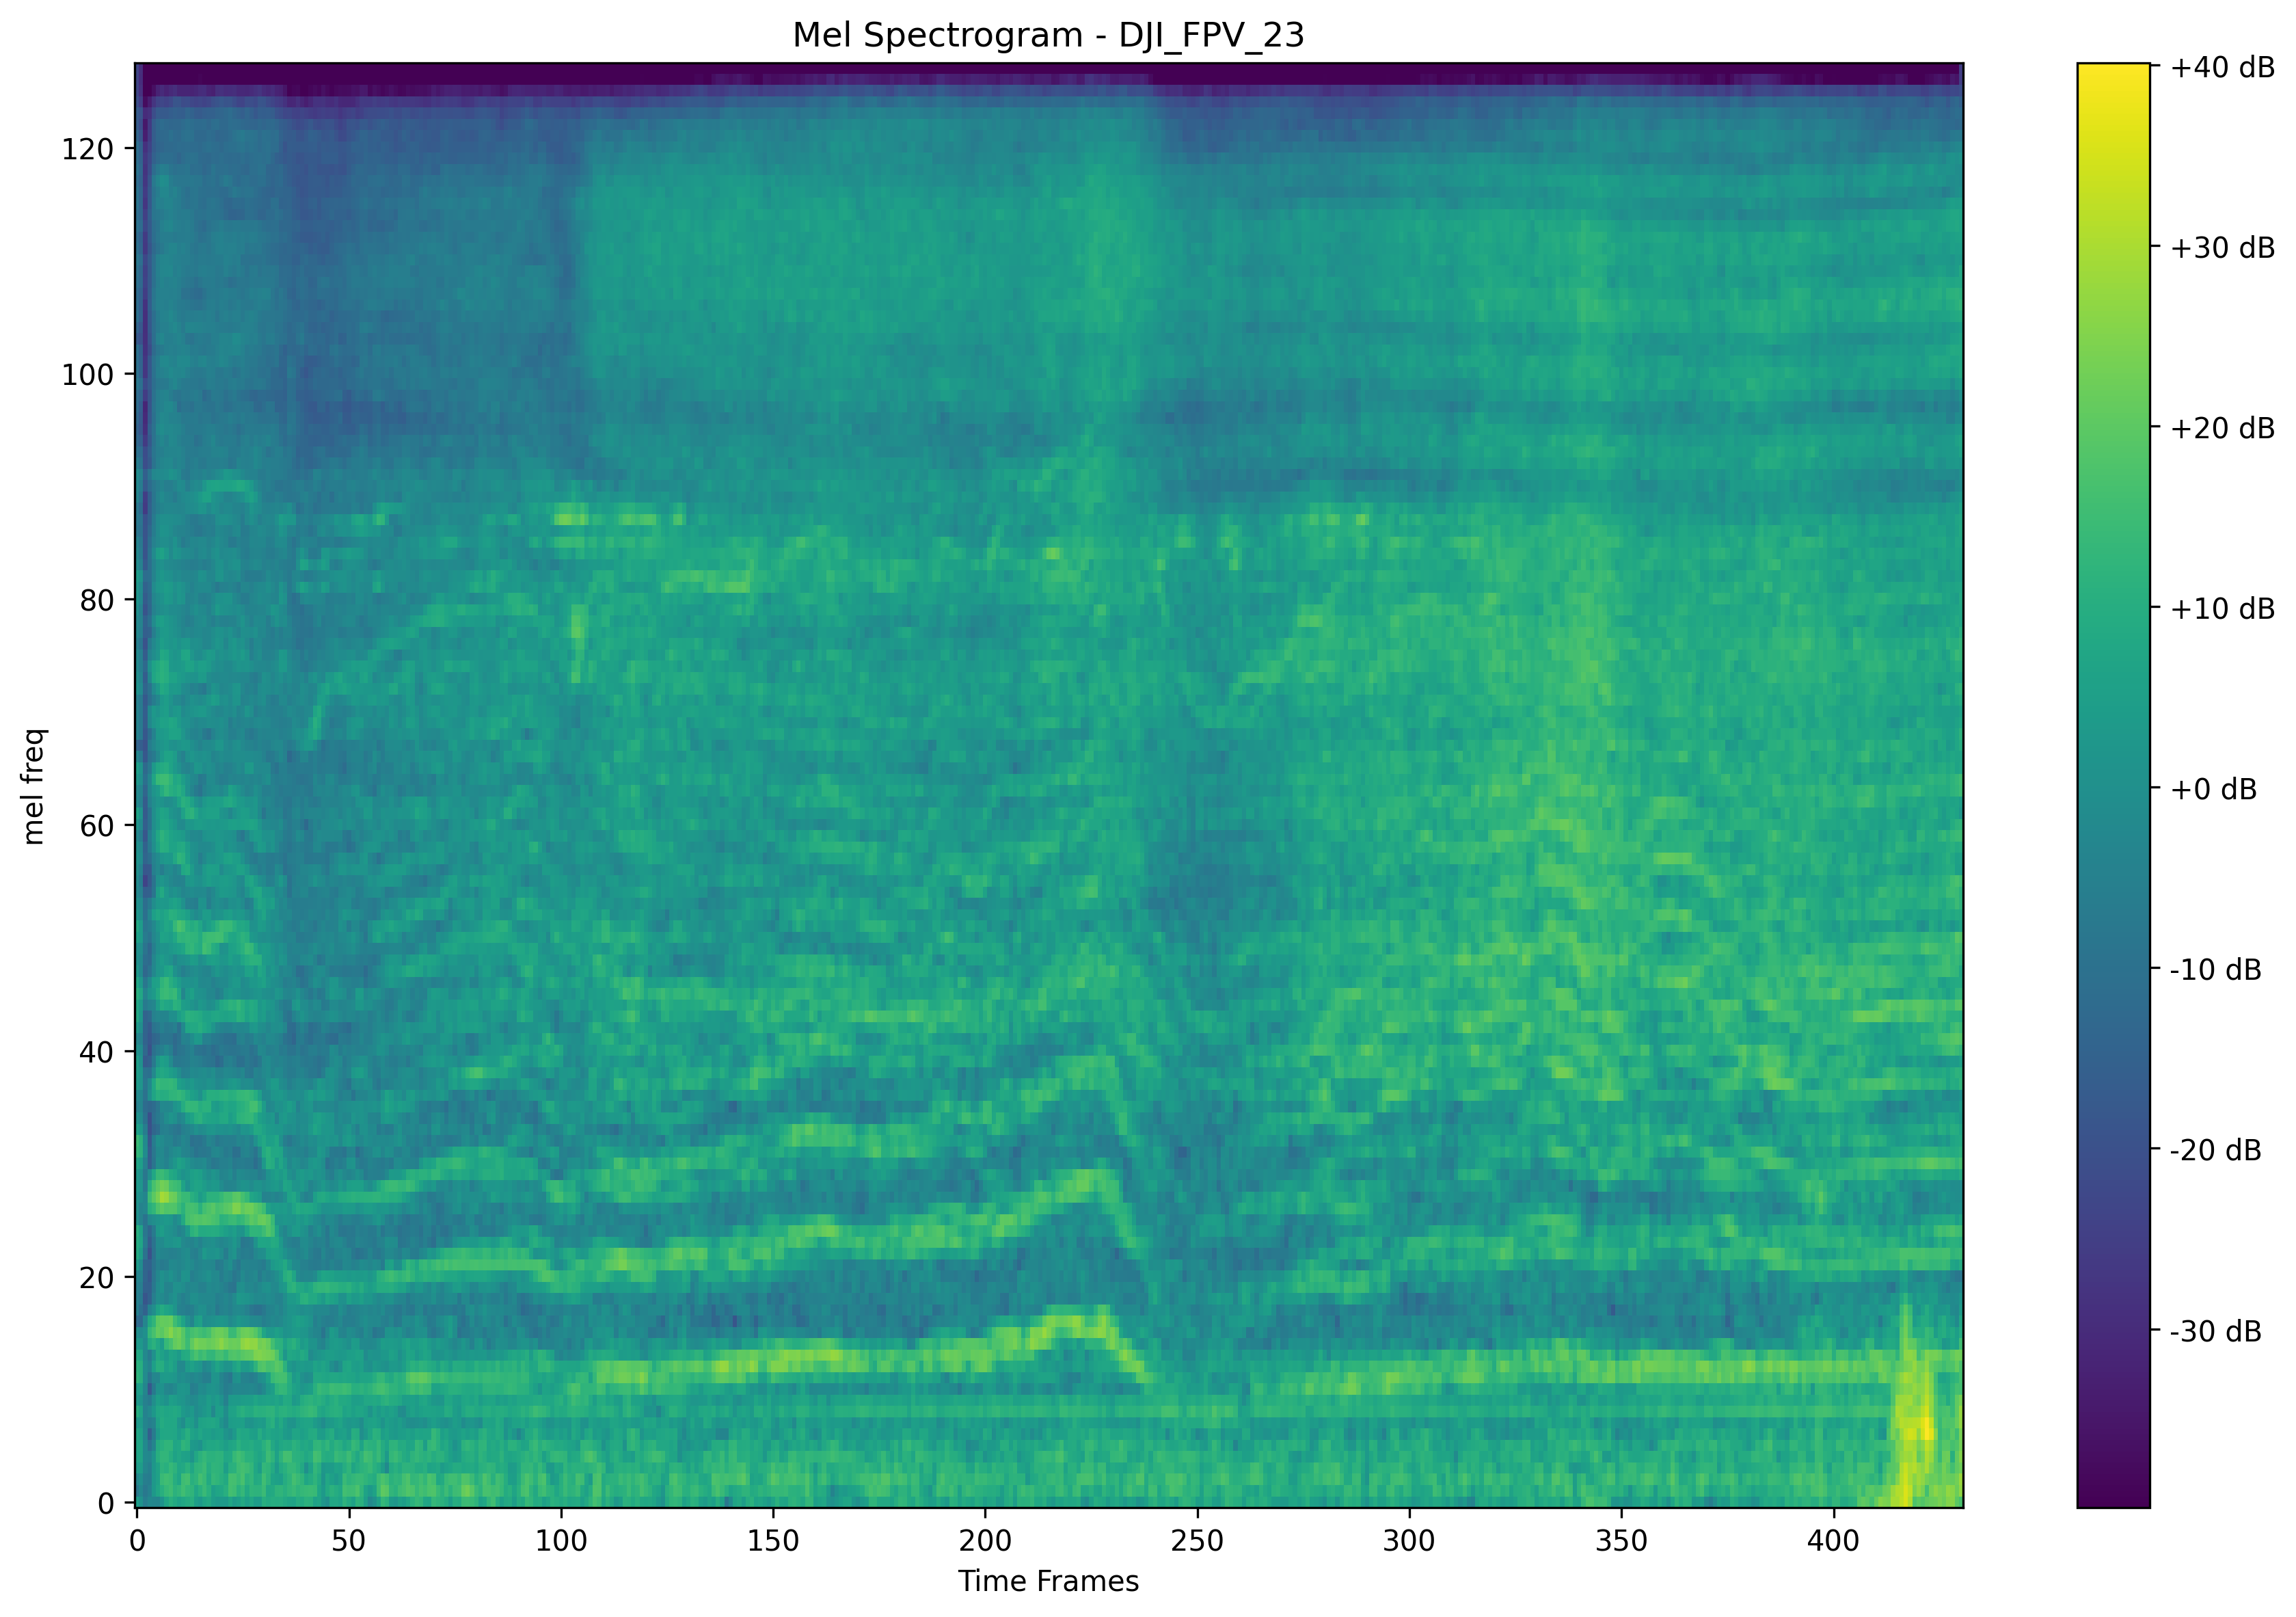 Mel Spectrogram - DJI_FPV_23
mel freq
120
100
80
60
40
20
0
0 50 100 150 200 250 300 350 400
Time Frames
+40 dB
+30 dB
+20 dB
+10 dB
+0 dB
-10 dB
-20 dB
-30 dB